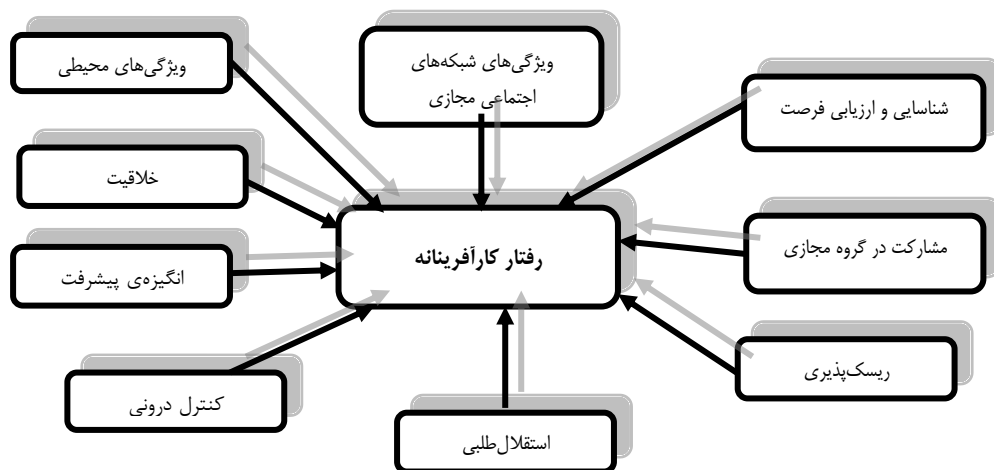 ویژگی‌های شبکه‌های
اجتماعی مجازی
ویژگی‌های محیطی
شناسایی و ارزیابی فرصت
خلاقیت
مشارکت در گروه مجازی
رفتار کارآفرینانه
انگیزه‌ی پیشرفت
ریسک‌پذیری
کنترل درونی
استقلال‌طلبی